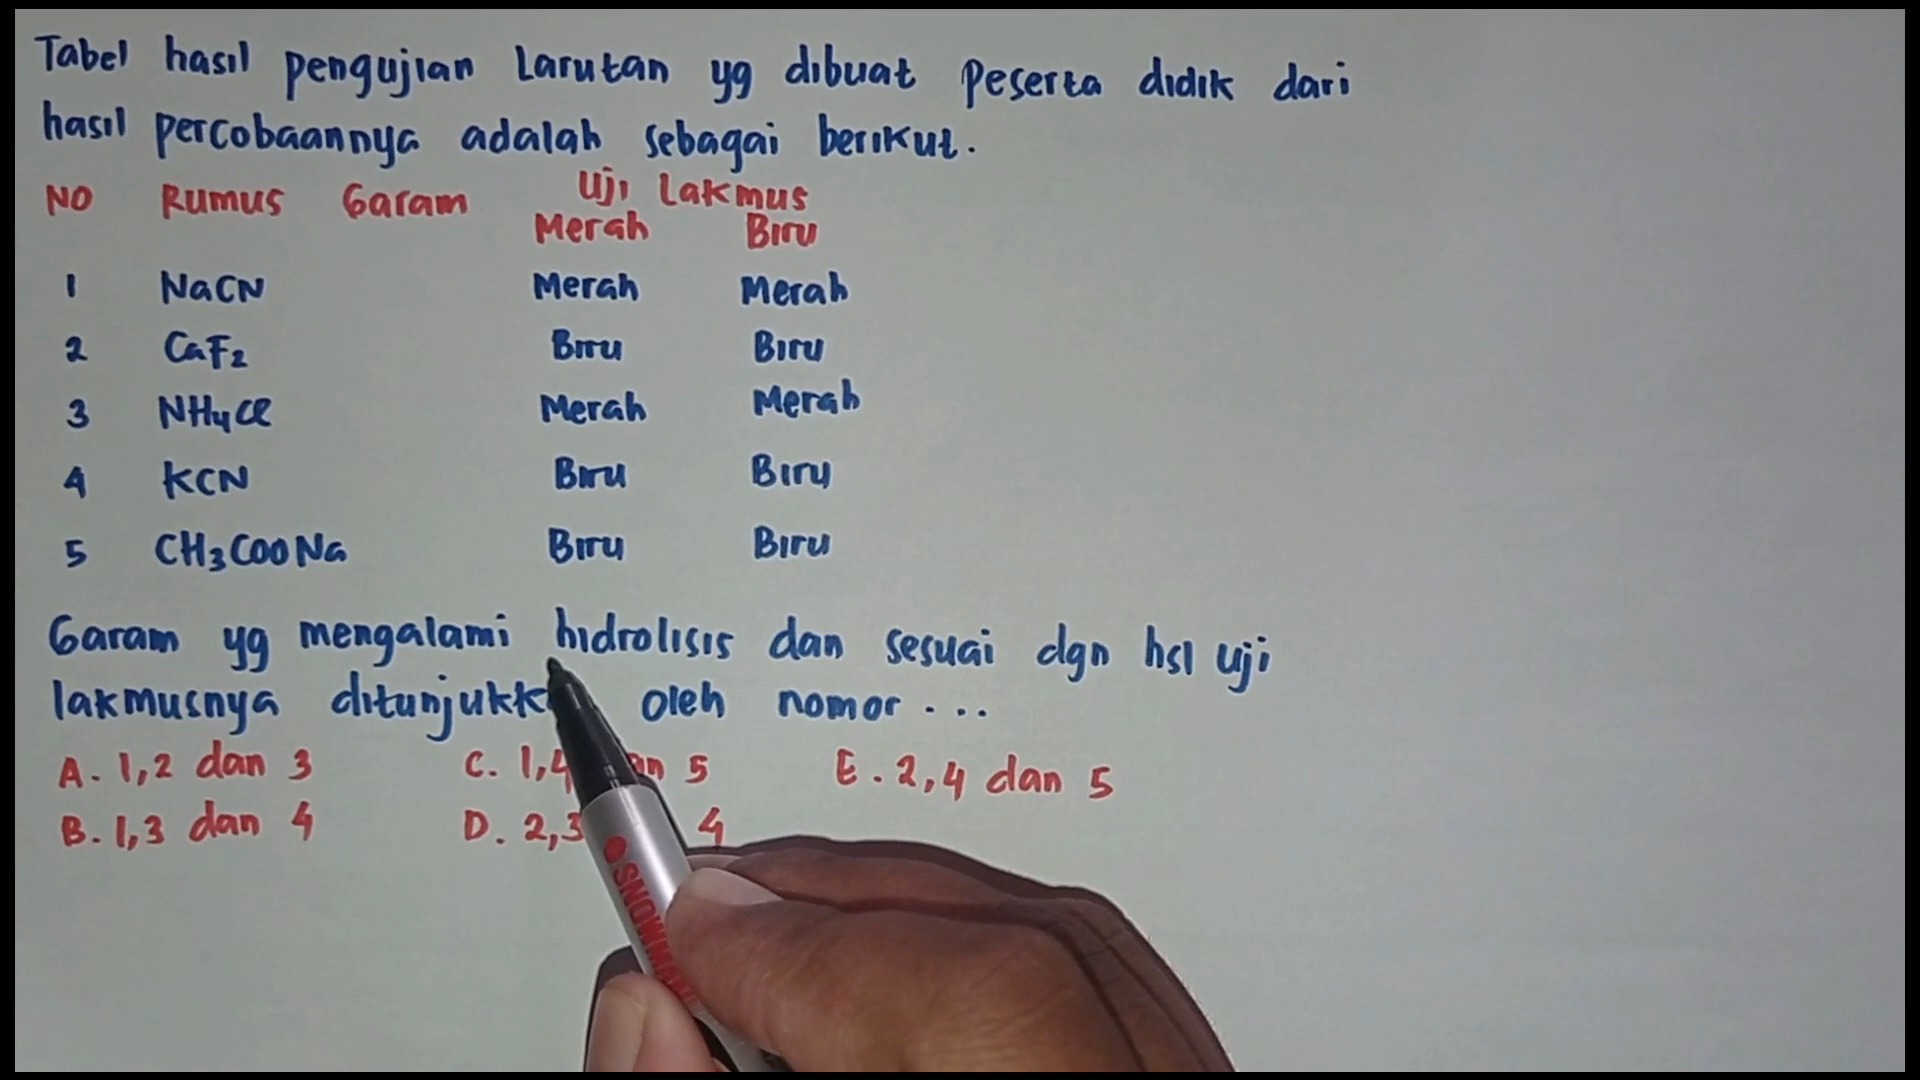 Tabel hasil pengujian Larutan yg dibuat Peserta didik dari
hasil percobaannya adalah sebagai berikut.
NO Rumus Garam Uji Lakmus
Merah Biru
1 NaCN Merah Merah
2 CaF2 Biru Biru
3 NH4Cl Merah Merah
4 KCN Biru Biru
5 CH3COONa Biru Biru
Garam yg mengalami hidrolisis dan sesuai dgn hsl uji
lakmusnya oleh nomor ...
A. 1,2 dan 3 C. 1,4 5 E. 2,4 dan 5
B. 1,3 dan 4 D. 2,3 4
SNOWMAN